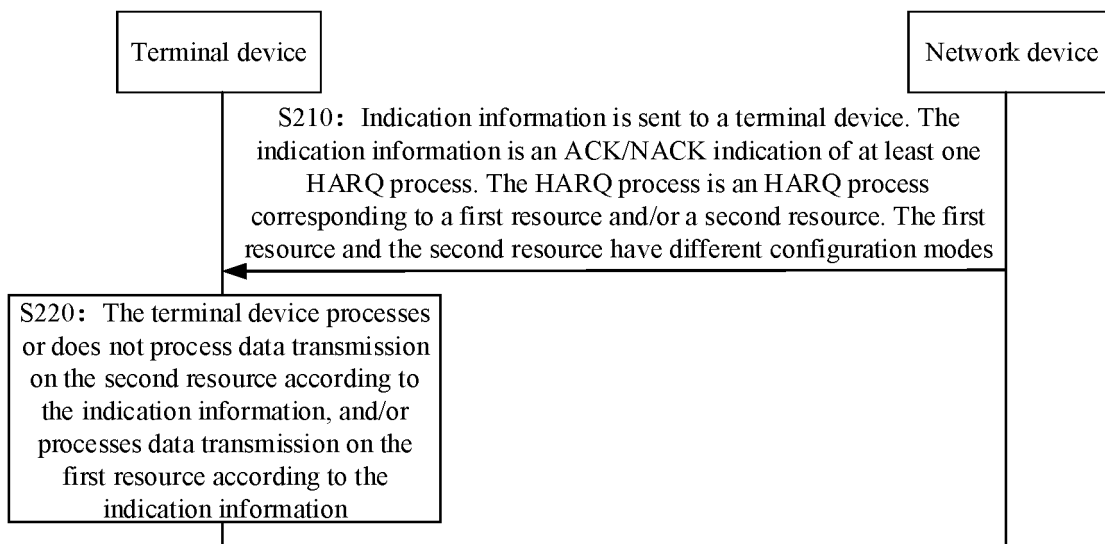 Terminal device
Network device
S210：Indication information is sent to a terminal device. The
indication information is an ACK/NACK indication of at least one
HARQ process. The HARQ process is an HARQ process
corresponding to a first resource and/or a second resource. The first
resource and the second resource have different configuration modes
S220：The terminal device processes
or does not process data transmission
on the second resource according to
the indication information, and/or
processes data transmission on the
first resource according to the
indication information